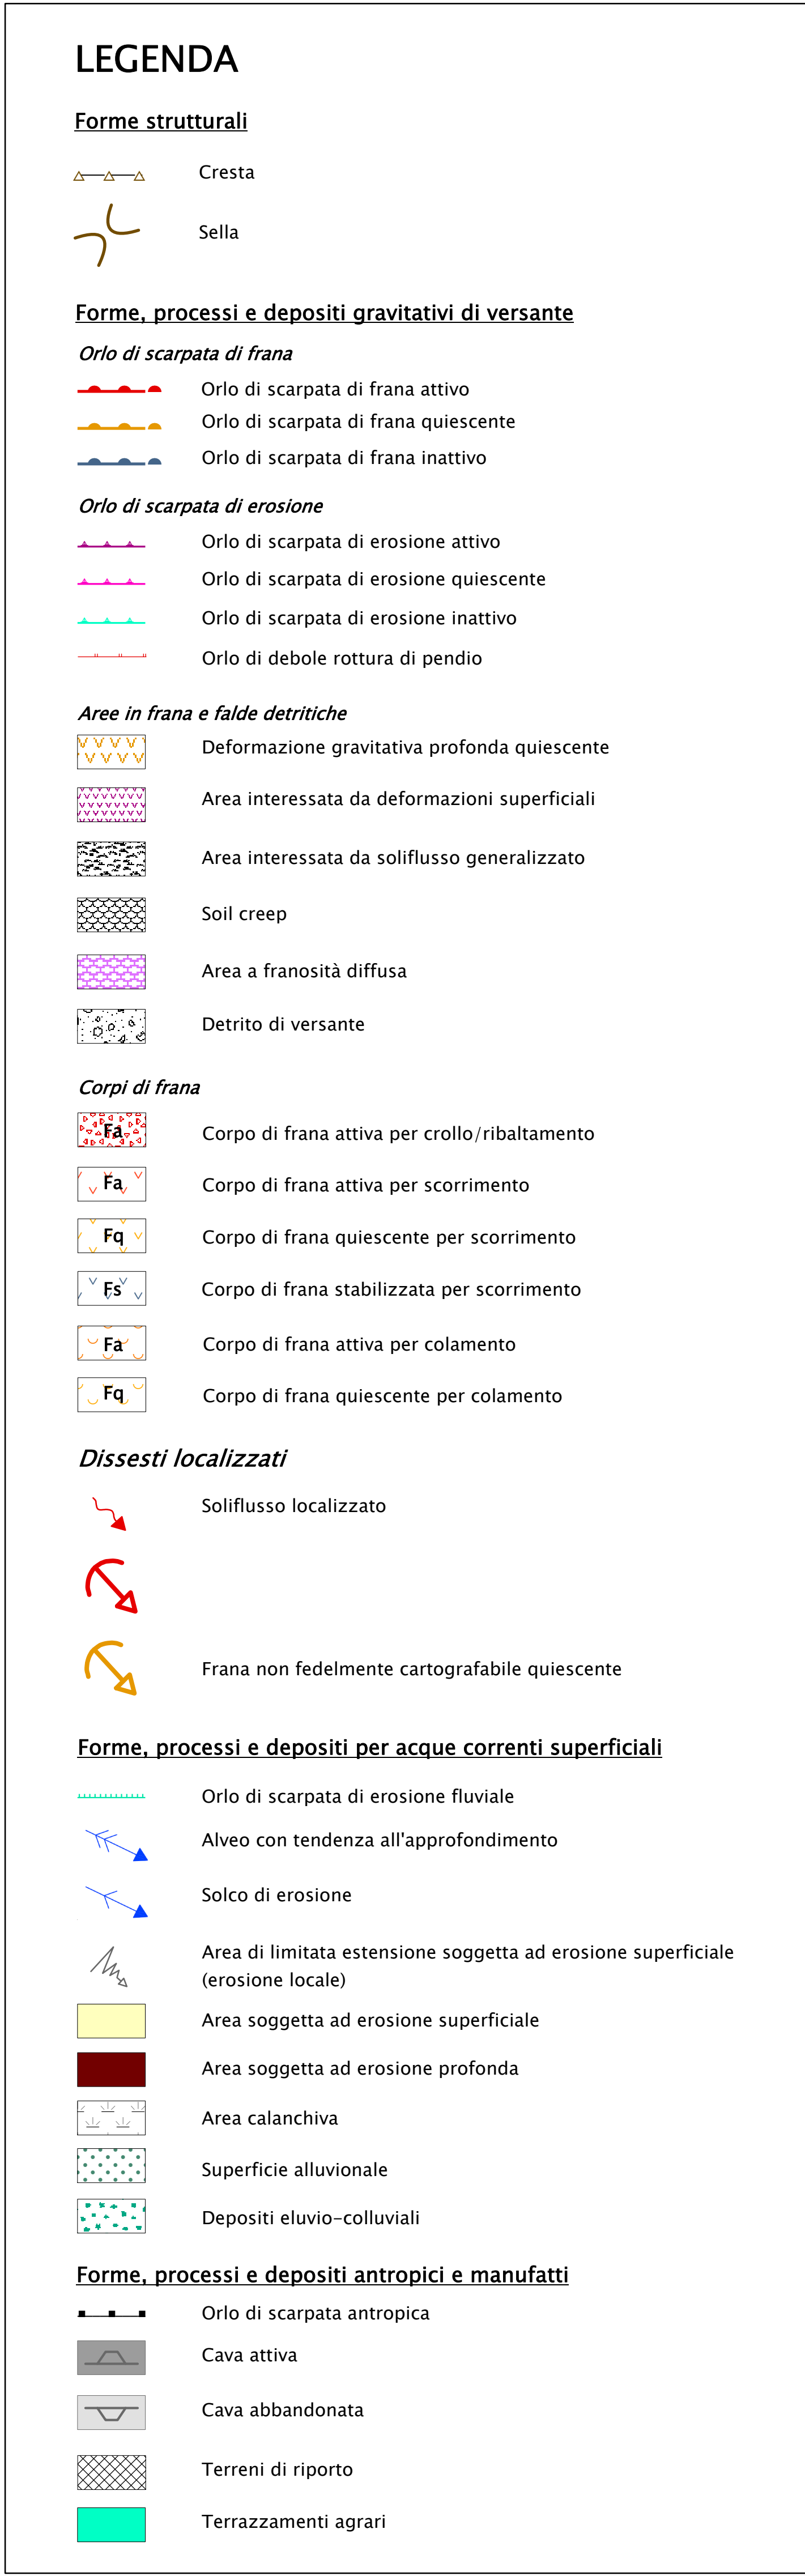 LEGENDA
Forme strutturali
Cresta
Sella
Forme, processi e depositi gravitativi di versante
Orlo di scarpata di frana
Orlo di scarpata di frana attivo
Orlo di scarpata di frana quiescente
Orlo di scarpata di frana inattivo
Orlo di scarpata di erosione
Orlo di scarpata di erosione attivo
Orlo di scarpata di erosione quiescente
Orlo di scarpata di erosione inattivo
Orlo di debole rottura di pendio
Aree in frana e falde detritiche
Deformazione gravitativa profonda quiescente
Area interessata da deformazioni superficiali
Area interessata da soliflusso generalizzato
Soil creep
Area a franosità diffusa
Detrito di versante
Corpi di frana
Fa Corpo di frana attiva per crollo/ribaltamento
Fa Corpo di frana attiva per scorrimento
Fq Corpo di frana quiescente per scorrimento
Fs Corpo di frana stabilizzata per scorrimento
Fa Corpo di frana attiva per colamento
Fq Corpo di frana quiescente per colamento
Dissesti localizzati
Soliflusso localizzato
Frana non fedelmente cartografabile quiescente
Forme, processi e depositi per acque correnti superficiali
Orlo di scarpata di erosione fluviale
Alveo con tendenza all'approfondimento
Solco di erosione
Area di limitata estensione soggetta ad erosione superficiale
(erosione locale)
Area soggetta ad erosione superficiale
Area soggetta ad erosione profonda
Area calanchiva
Superficie alluvionale
Depositi eluvio-colluviali
Forme, processi e depositi antropici e manufatti
Orlo di scarpata antropica
Cava attiva
Cava abbandonata
Terreni di riporto
Terrazzamenti agrari